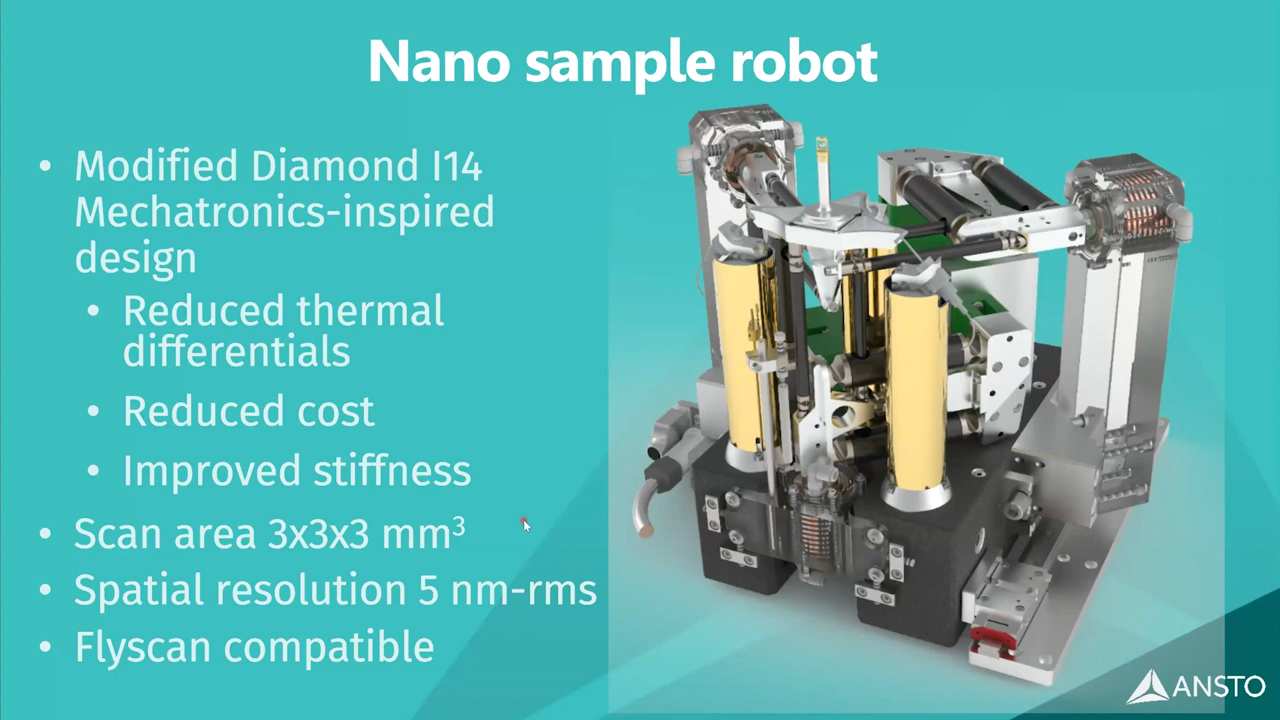 Nano sample robot
• Modified Diamond I14
Mechatronics-inspired
design
• Reduced thermal
differentials
• Reduced cost
• Improved stiffness
• Scan area 3x3x3 mm³
• Spatial resolution 5 nm-rms
• Flyscan compatible
ANSTO